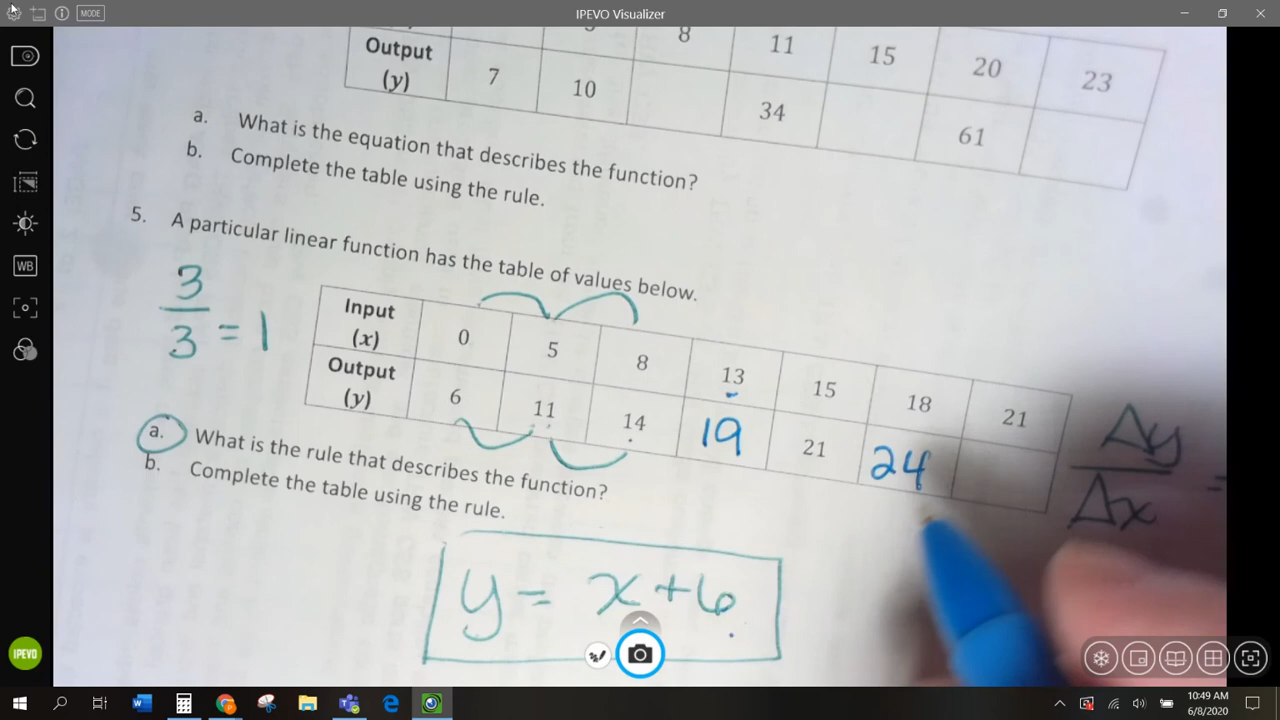 MODE
IPEVO Visualizer
8 11 15 20 23
Output (y) 7 10 34 61
a. What is the equation that describes the function?
b. Complete the table using the rule.
5. A particular linear function has the table of values below.
3/3 = 1
Input (x) 0 5 8 13 15 18 21
Output (y) 6 11 14 19 21 24
Δy/Δx =
a. What is the rule that describes the function?
b. Complete the table using the rule.
y = x+6
WB
IPEVO
10:49 AM
6/8/2020